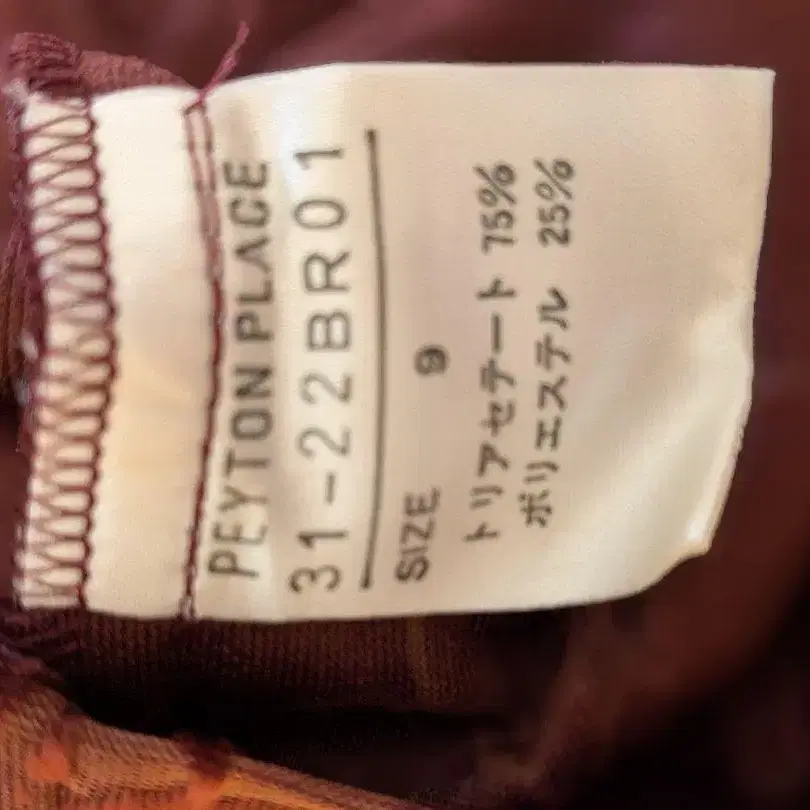 PEYTON PLACE
31-22BR01
SIZE 9
トリアセテート 75%
ポリエステル 25%